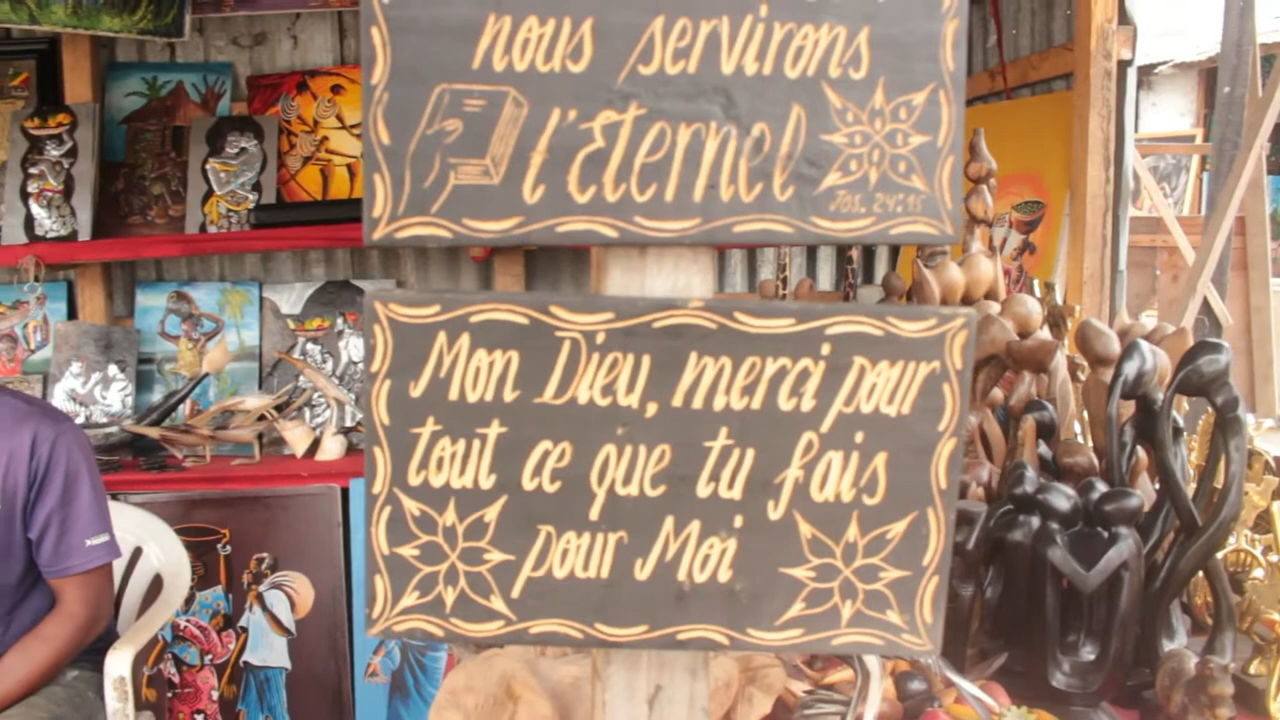 nous servirons
l'Eternel
Jos. 24:15
Mon Dieu, merci pour
tout ce que tu fais
pour Moi